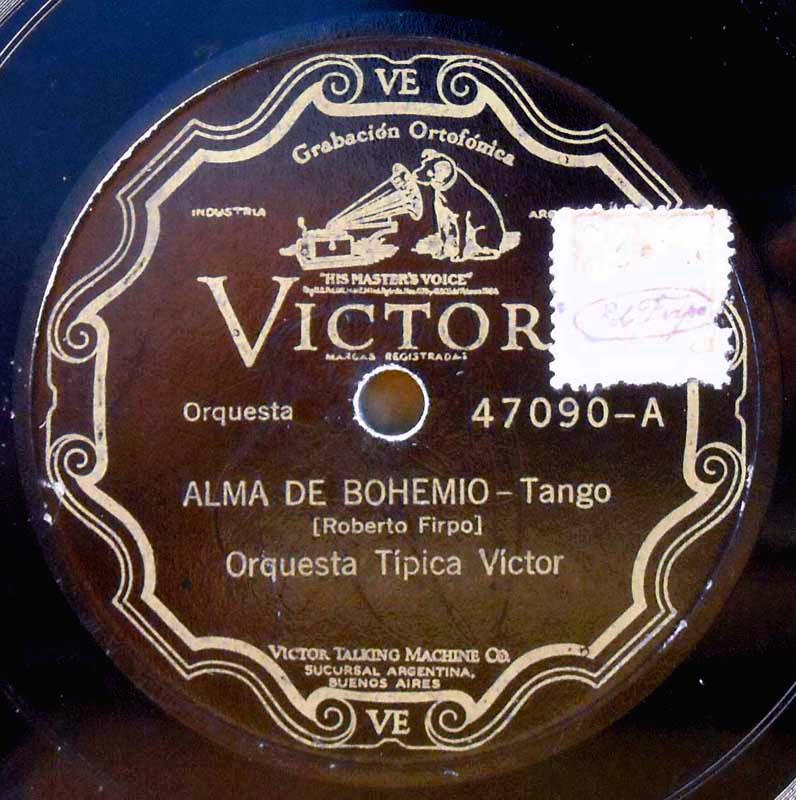 VE
Grabación Ortofónica
INDUSTRIA
"HIS MASTER'S VOICE"
VICTOR
MARCAS REGISTRADAS
Orquesta 47090-A
ALMA DE BOHEMIO - Tango
[Roberto Firpo]
Orquesta Típica Víctor
VICTOR TALKING MACHINE CO.
SUCURSAL ARGENTINA,
BUENOS AIRES
VE